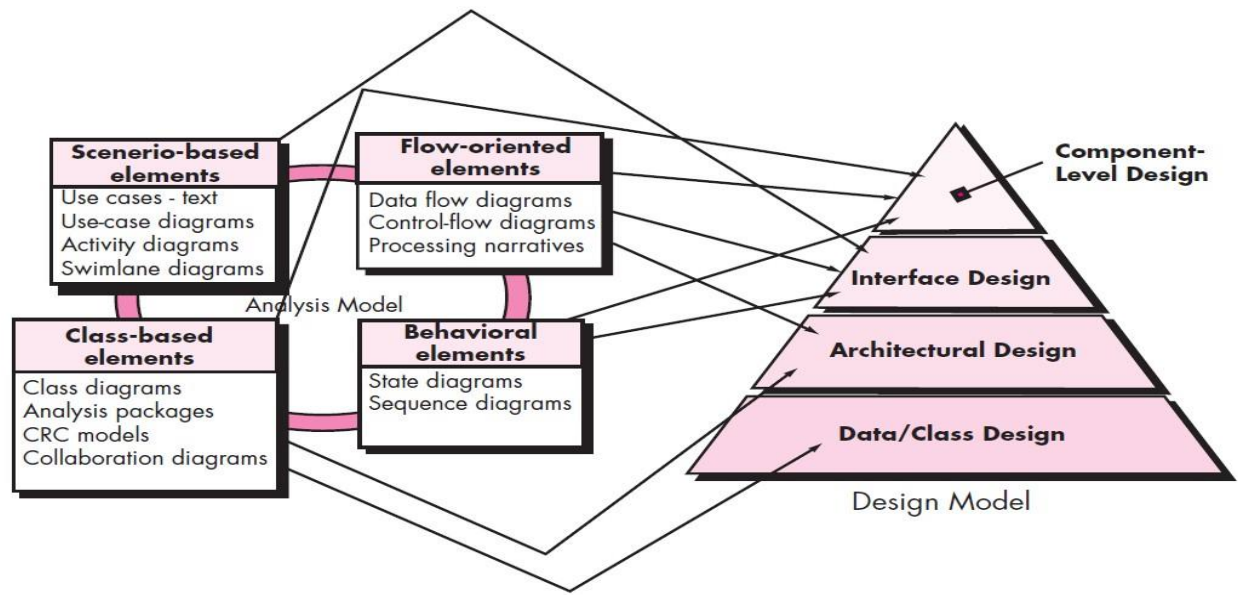 Scenerio-based
elements
Use cases - text
Use-case diagrams
Activity diagrams
Swimlane diagrams
Flow-oriented
elements
Data flow diagrams
Control-flow diagrams
Processing narratives
Analysis Model
Class-based
elements
Class diagrams
Analysis packages
CRC models
Collaboration diagrams
Behavioral
elements
State diagrams
Sequence diagrams
Component-
Level Design
Interface Design
Architectural Design
Data/Class Design
Design Model